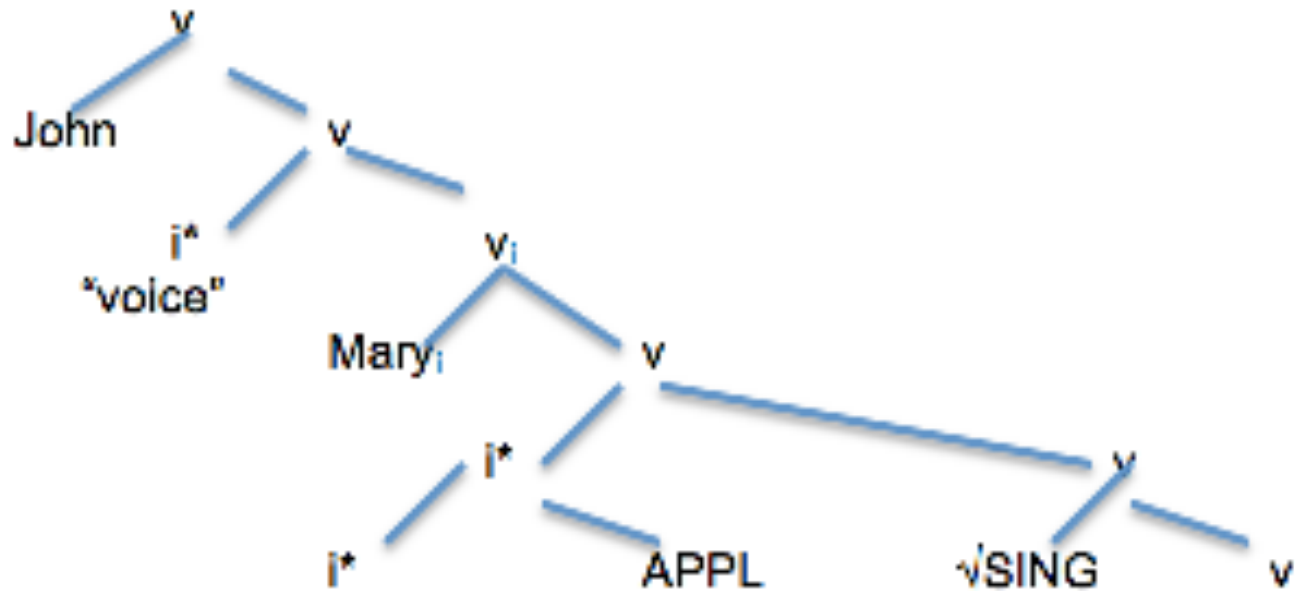 v
John v
i* vᵢ
"voice"
Maryᵢ v
i* v
i* APPL √SING v